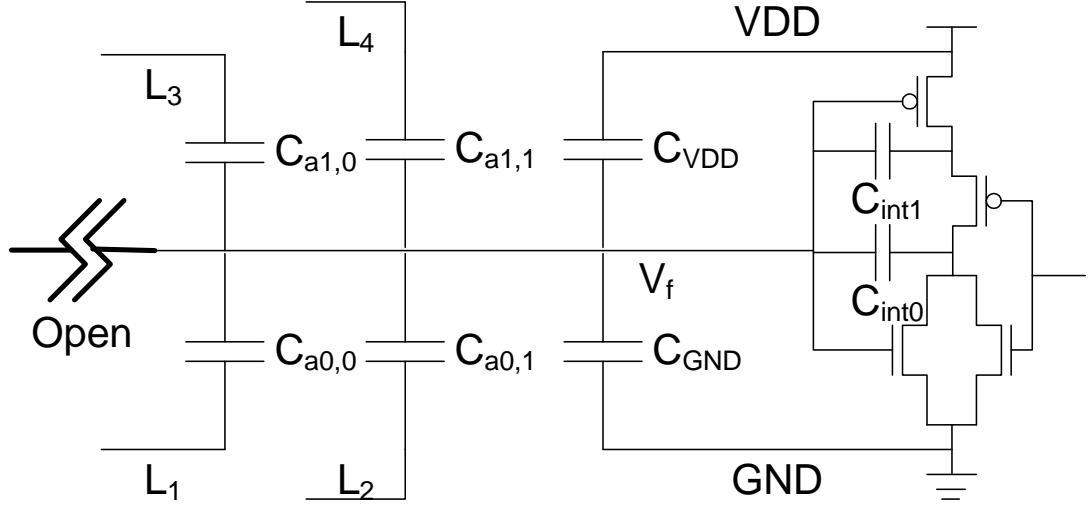 L4
VDD
L3
Ca1,0
Ca1,1
CVDD
Cint1
Vf
Cint0
Open
Ca0,0
Ca0,1
CGND
L1
L2
GND